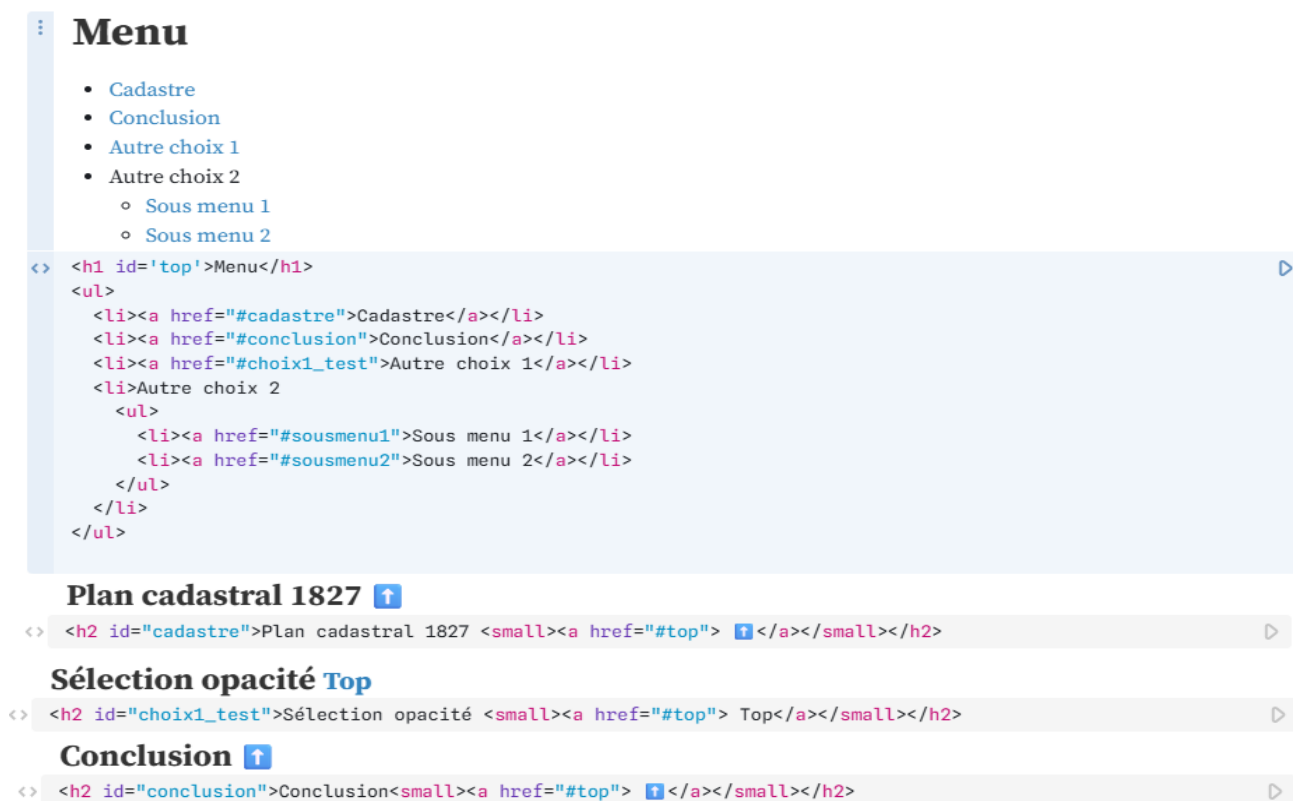 Menu
• Cadastre
• Conclusion
• Autre choix 1
• Autre choix 2
◦ Sous menu 1
◦ Sous menu 2
<h1 id='top'>Menu</h1>
<ul>
  <li><a href="#cadastre">Cadastre</a></li>
  <li><a href="#conclusion">Conclusion</a></li>
  <li><a href="#choix1_test">Autre choix 1</a></li>
  <li>Autre choix 2
    <ul>
      <li><a href="#sousmenu1">Sous menu 1</a></li>
      <li><a href="#sousmenu2">Sous menu 2</a></li>
    </ul>
  </li>
</ul>
Plan cadastral 1827 ⬆️
<h2 id="cadastre">Plan cadastral 1827 <small><a href="#top"> ⬆️</a></small></h2>
Sélection opacité Top
<h2 id="choix1_test">Sélection opacité <small><a href="#top"> Top</a></small></h2>
Conclusion ⬆️
<h2 id="conclusion">Conclusion<small><a href="#top"> ⬆️</a></small></h2>